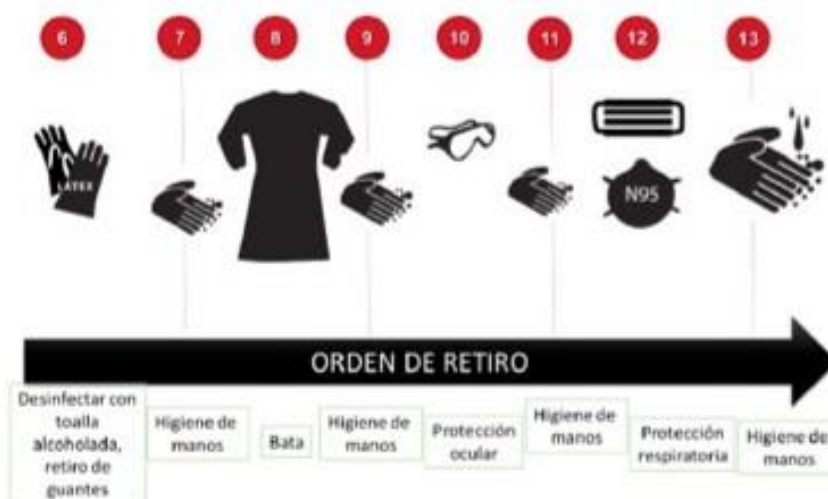 6 7 8 9 10 11 12 13
LATEX
N95
ORDEN DE RETIRO
Desinfectar con
toalla
alcoholada,
retiro de
guantes
Higiene de
manos
Bata
Higiene de
manos
Protección
ocular
Higiene de
manos
Protección
respiratoria
Higiene de
manos